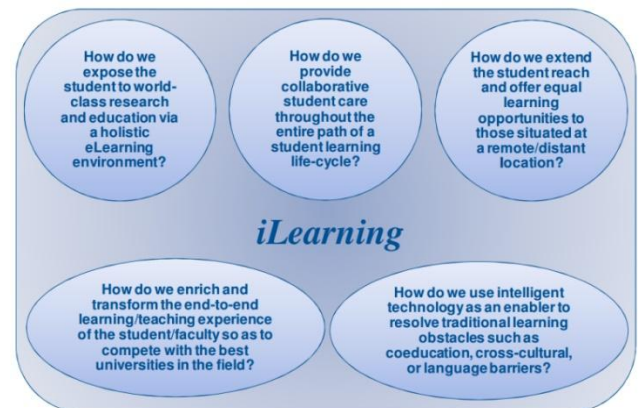 How do we
expose the
student to world-
class research
and education via
a holistic
eLearning
environment?
How do we
provide
collaborative
student care
throughout the
entire path of a
student learning
life-cycle?
How do we extend
the student reach
and offer equal
learning
opportunities to
those situated at
a remote/distant
location?
iLearning
How do we enrich and
transform the end-to-end
learning/teaching experience
of the student/faculty so as to
compete with the best
universities in the field?
How do we use intelligent
technology as an enabler to
resolve traditional learning
obstacles such as
coeducation, cross-cultural,
or language barriers?